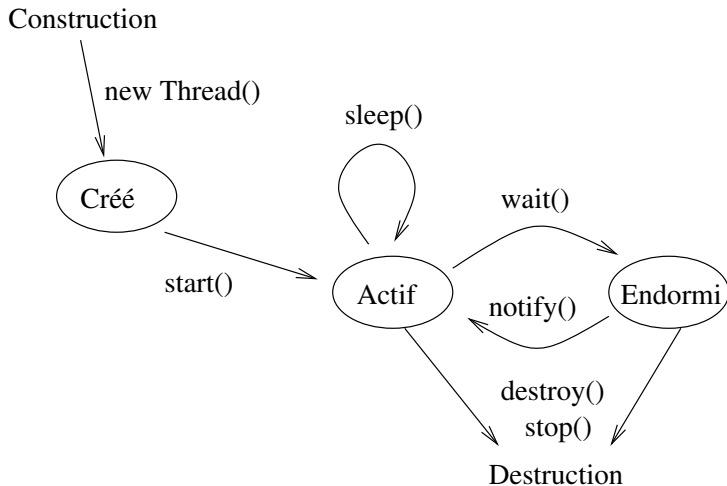 Construction
new Thread()
sleep()
Créé
wait()
start()
Actif
notify()
Endormi
destroy()
stop()
Destruction